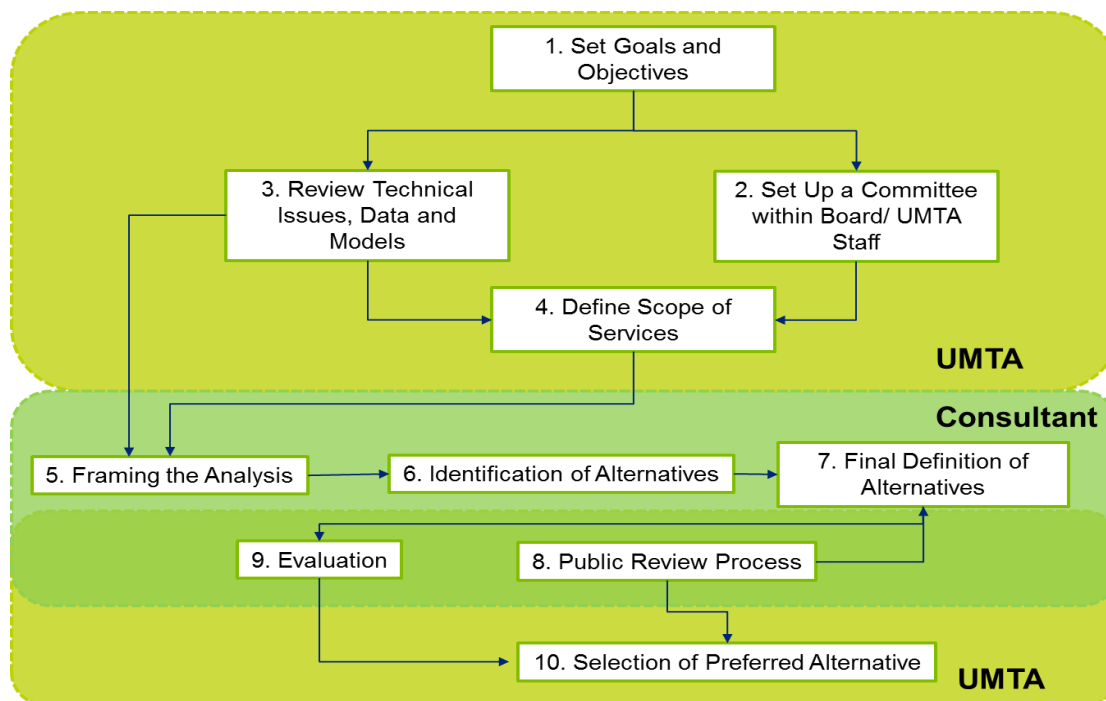 1. Set Goals and
Objectives
3. Review Technical
Issues, Data and
Models
2. Set Up a Committee
within Board/ UMTA
Staff
4. Define Scope of
Services
UMTA
Consultant
5. Framing the Analysis
6. Identification of Alternatives
7. Final Definition of
Alternatives
9. Evaluation
8. Public Review Process
10. Selection of Preferred Alternative
UMTA